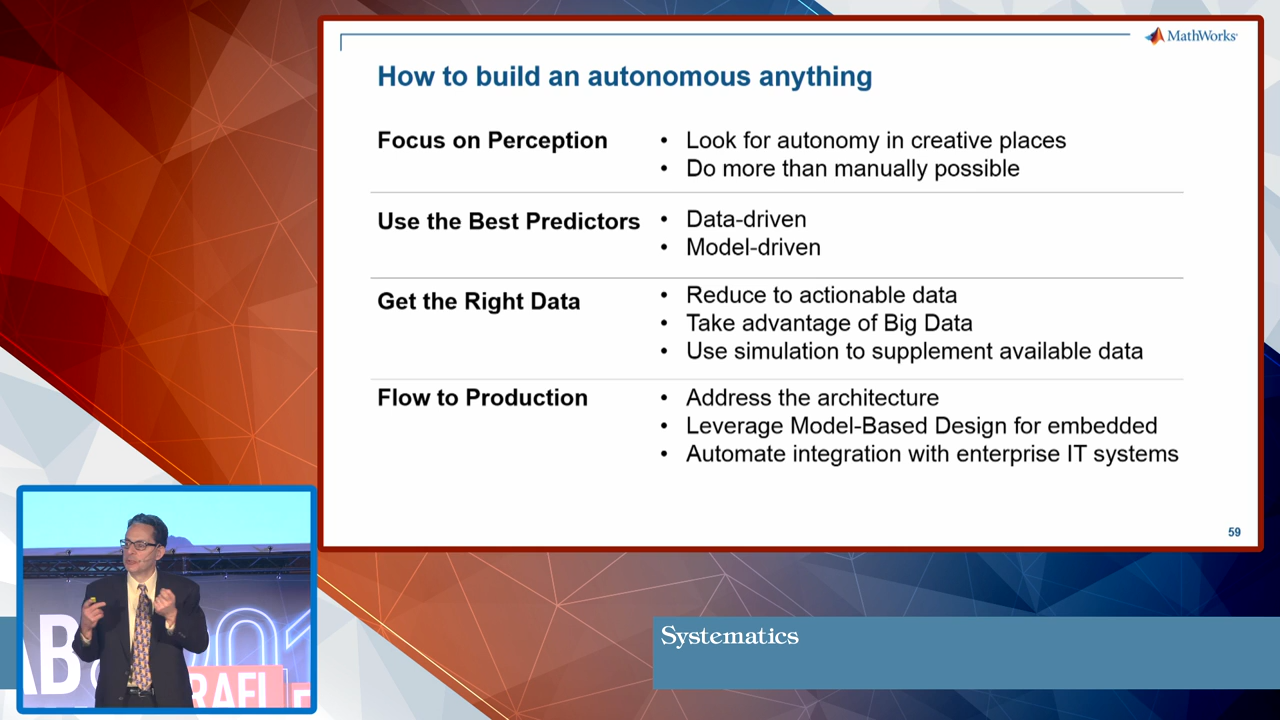 MathWorks
How to build an autonomous anything
Focus on Perception
• Look for autonomy in creative places
• Do more than manually possible
Use the Best Predictors
• Data-driven
• Model-driven
Get the Right Data
• Reduce to actionable data
• Take advantage of Big Data
• Use simulation to supplement available data
Flow to Production
• Address the architecture
• Leverage Model-Based Design for embedded
• Automate integration with enterprise IT systems
59
Systematics